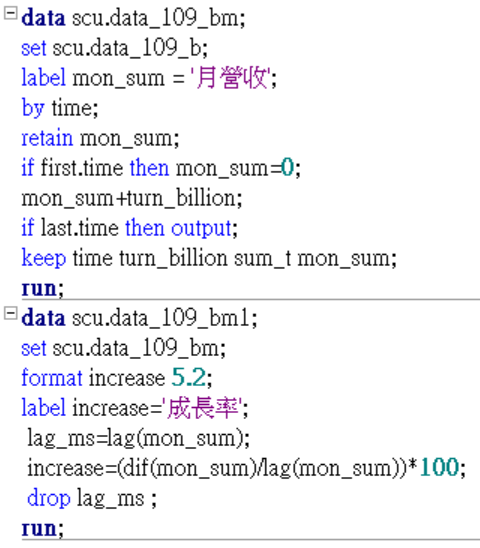 data scu.data_109_bm;
set scu.data_109_b;
label mon_sum = '月營收';
by time;
retain mon_sum;
if first.time then mon_sum=0;
mon_sum+turn_billion;
if last.time then output;
keep time turn_billion sum_t mon_sum;
run;
data scu.data_109_bm1;
set scu.data_109_bm;
format increase 5.2;
label increase='成長率';
lag_ms=lag(mon_sum);
increase=(dif(mon_sum)/lag(mon_sum))*100;
drop lag_ms ;
run;